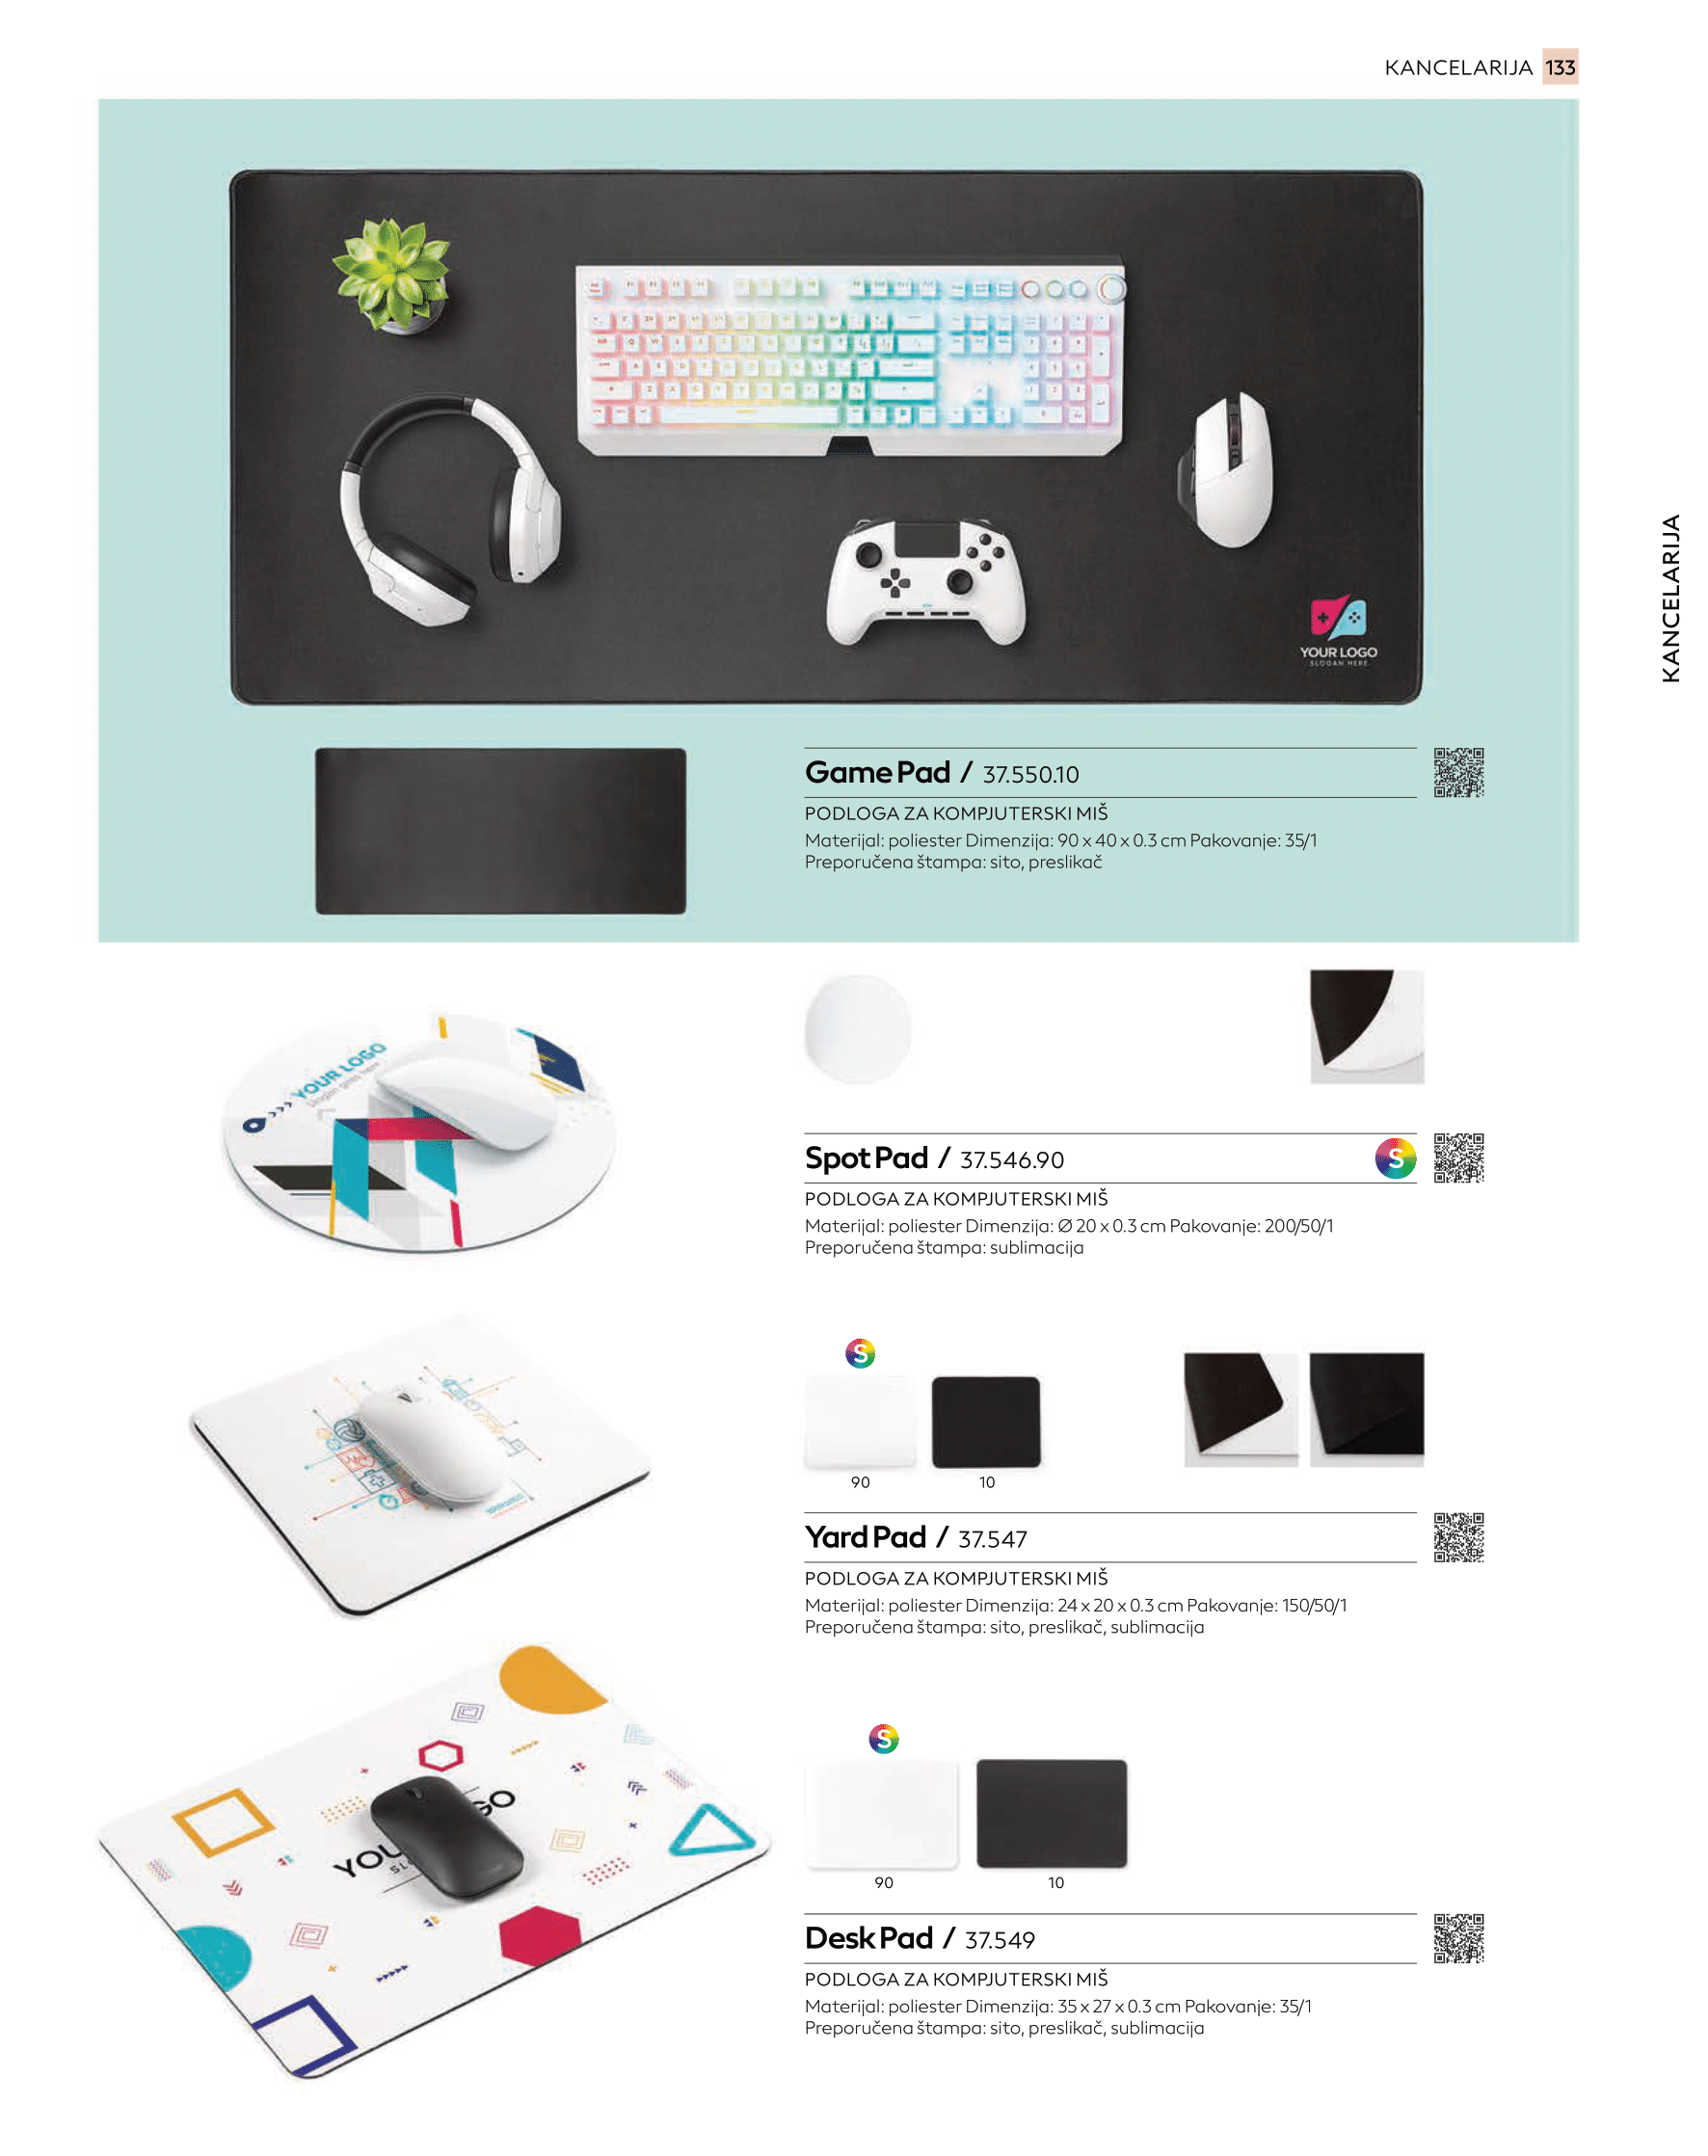 KANCELARIJA 133
KANCELARIJA
YOUR LOGO
SLOGAN HERE
Game Pad / 37.550.10
PODLOGA ZA KOMPJUTERSKI MIŠ
Materijal: poliester Dimenzija: 90 x 40 x 0.3 cm Pakovanje: 35/1
Preporučena štampa: sito, preslikač
YOUR LOGO
S
Spot Pad / 37.546.90
PODLOGA ZA KOMPJUTERSKI MIŠ
Materijal: poliester Dimenzija: Ø 20 x 0.3 cm Pakovanje: 200/50/1
Preporučena štampa: sublimacija
S
90 10
Yard Pad / 37.547
PODLOGA ZA KOMPJUTERSKI MIŠ
Materijal: poliester Dimenzija: 24 x 20 x 0.3 cm Pakovanje: 150/50/1
Preporučena štampa: sito, preslikač, sublimacija
S
90 10
Desk Pad / 37.549
PODLOGA ZA KOMPJUTERSKI MIŠ
Materijal: poliester Dimenzija: 35 x 27 x 0.3 cm Pakovanje: 35/1
Preporučena štampa: sito, preslikač, sublimacija